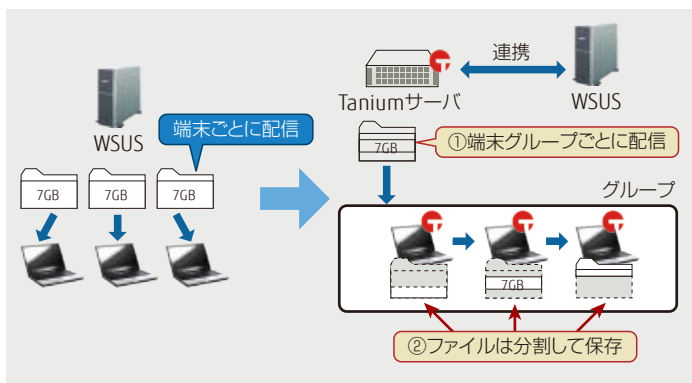 WSUS
端末ごとに配信
7GB
7GB
7GB
連携
Taniumサーバ
WSUS
7GB
①端末グループごとに配信
グループ
7GB
②ファイルは分割して保存